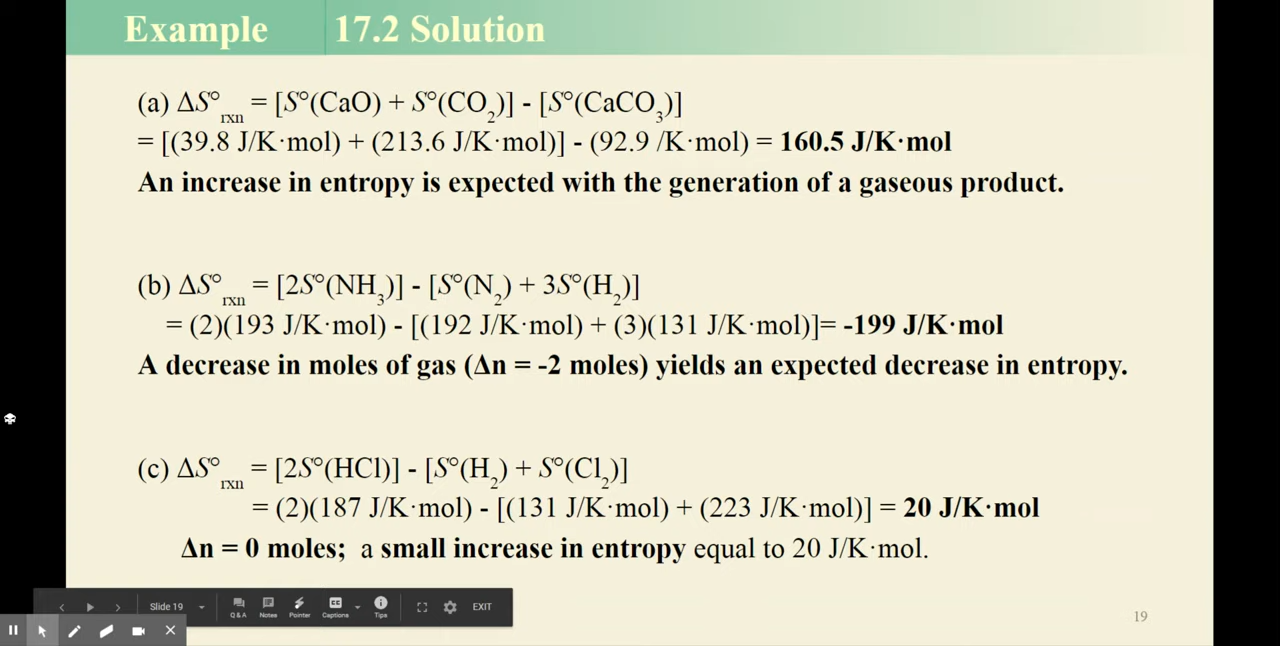 Example 17.2 Solution
(a) ΔS°rxn = [S°(CaO) + S°(CO₂)] - [S°(CaCO₃)]
= [(39.8 J/K·mol) + (213.6 J/K·mol)] - (92.9 /K·mol) = 160.5 J/K·mol
An increase in entropy is expected with the generation of a gaseous product.
(b) ΔS°rxn = [2S°(NH₃)] - [S°(N₂) + 3S°(H₂)]
= (2)(193 J/K·mol) - [(192 J/K·mol) + (3)(131 J/K·mol)]= -199 J/K·mol
A decrease in moles of gas (Δn = -2 moles) yields an expected decrease in entropy.
(c) ΔS°rxn = [2S°(HCl)] - [S°(H₂) + S°(Cl₂)]
= (2)(187 J/K·mol) - [(131 J/K·mol) + (223 J/K·mol)] = 20 J/K·mol
Δn = 0 moles; a small increase in entropy equal to 20 J/K·mol.
Slide 19 Q&A Notes Pointer CC Captions Tips EXIT
19